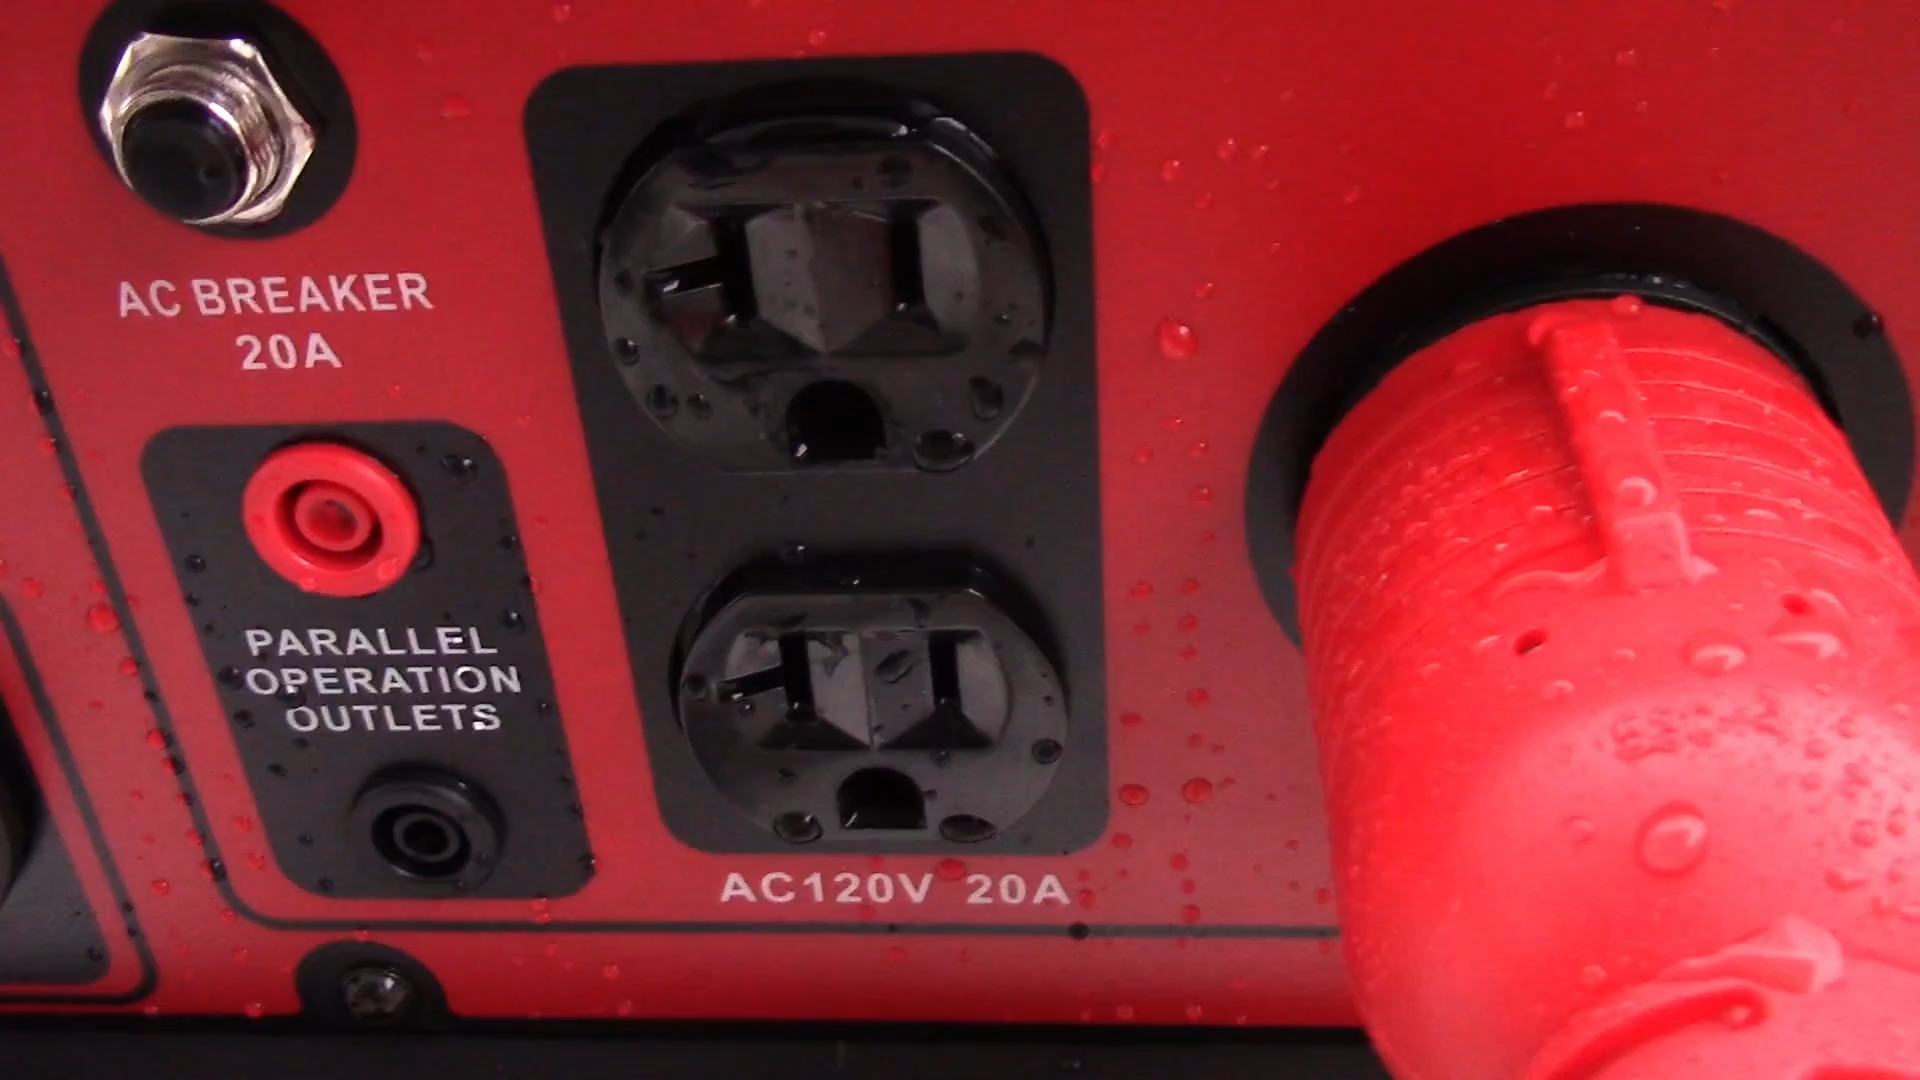 AC BREAKER
20A
PARALLEL
OPERATION
OUTLETS
AC120V 20A